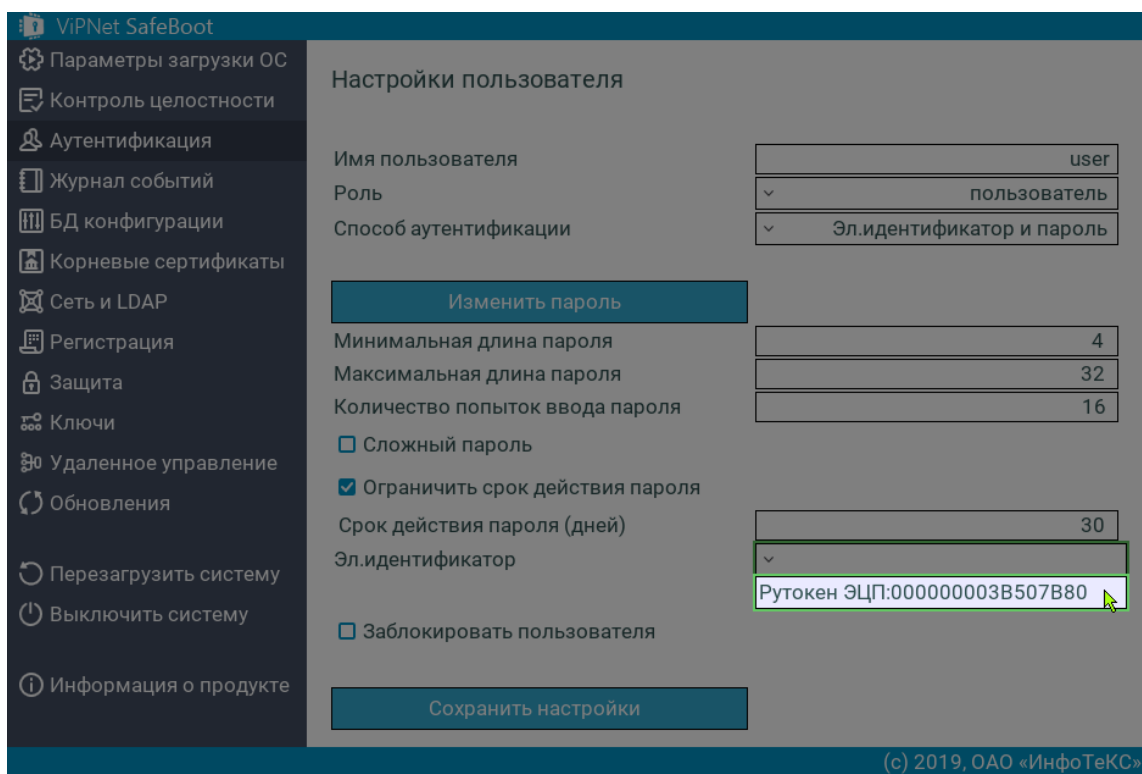 ViPNet SafeBoot
Параметры загрузки ОС
Контроль целостности
Аутентификация
Журнал событий
БД конфигурации
Корневые сертификаты
Сеть и LDAP
Регистрация
Защита
Ключи
Удаленное управление
Обновления
Перезагрузить систему
Выключить систему
Информация о продукте
Настройки пользователя
Имя пользователя user
Роль пользователь
Способ аутентификации Эл.идентификатор и пароль
Изменить пароль
Минимальная длина пароля 4
Максимальная длина пароля 32
Количество попыток ввода пароля 16
Сложный пароль
Ограничить срок действия пароля
Срок действия пароля (дней) 30
Эл.идентификатор
Рутокен ЭЦП:000000003B507B80
Заблокировать пользователя
Сохранить настройки
(c) 2019, ОАО «ИнфоТеКС»